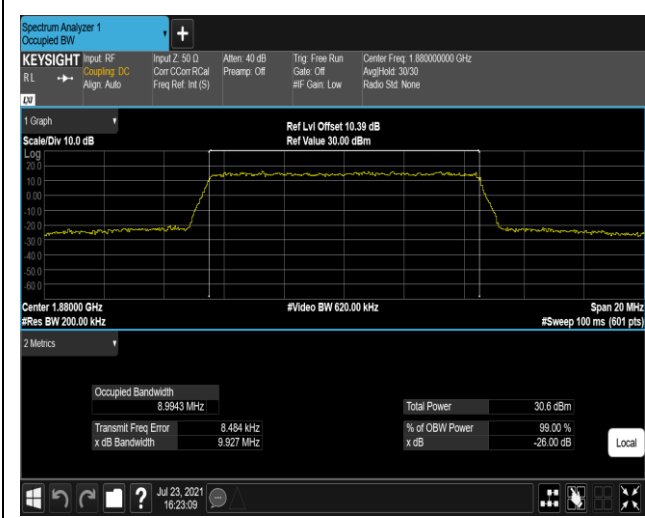 Spectrum Analyzer 1
Occupied BW
+
KEYSIGHT Input: RF Input Z: 50 Ω Atten: 40 dB Trig: Free Run Center Freq: 1.880000000 GHz
R L Coupling: DC Corr CCorr RCal Preamp: Off Gate: Off Avg|Hold: 30/30
Align: Auto Freq Ref: Int (S) #IF Gain: Low Radio Std: None
LXI
1 Graph
Ref Lvl Offset 10.39 dB
Scale/Div 10.0 dB Ref Value 30.00 dBm
Log
20.0
10.0
0.00
-10.0
-20.0
-30.0
-40.0
-50.0
-60.0
Center 1.88000 GHz #Video BW 620.00 kHz Span 20 MHz
#Res BW 200.00 kHz #Sweep 100 ms (601 pts)
2 Metrics
Occupied Bandwidth
8.9943 MHz Total Power 30.6 dBm
Transmit Freq Error 8.484 kHz % of OBW Power 99.00 %
x dB Bandwidth 9.927 MHz x dB -26.00 dB
Local
? Jul 23, 2021
16:23:09